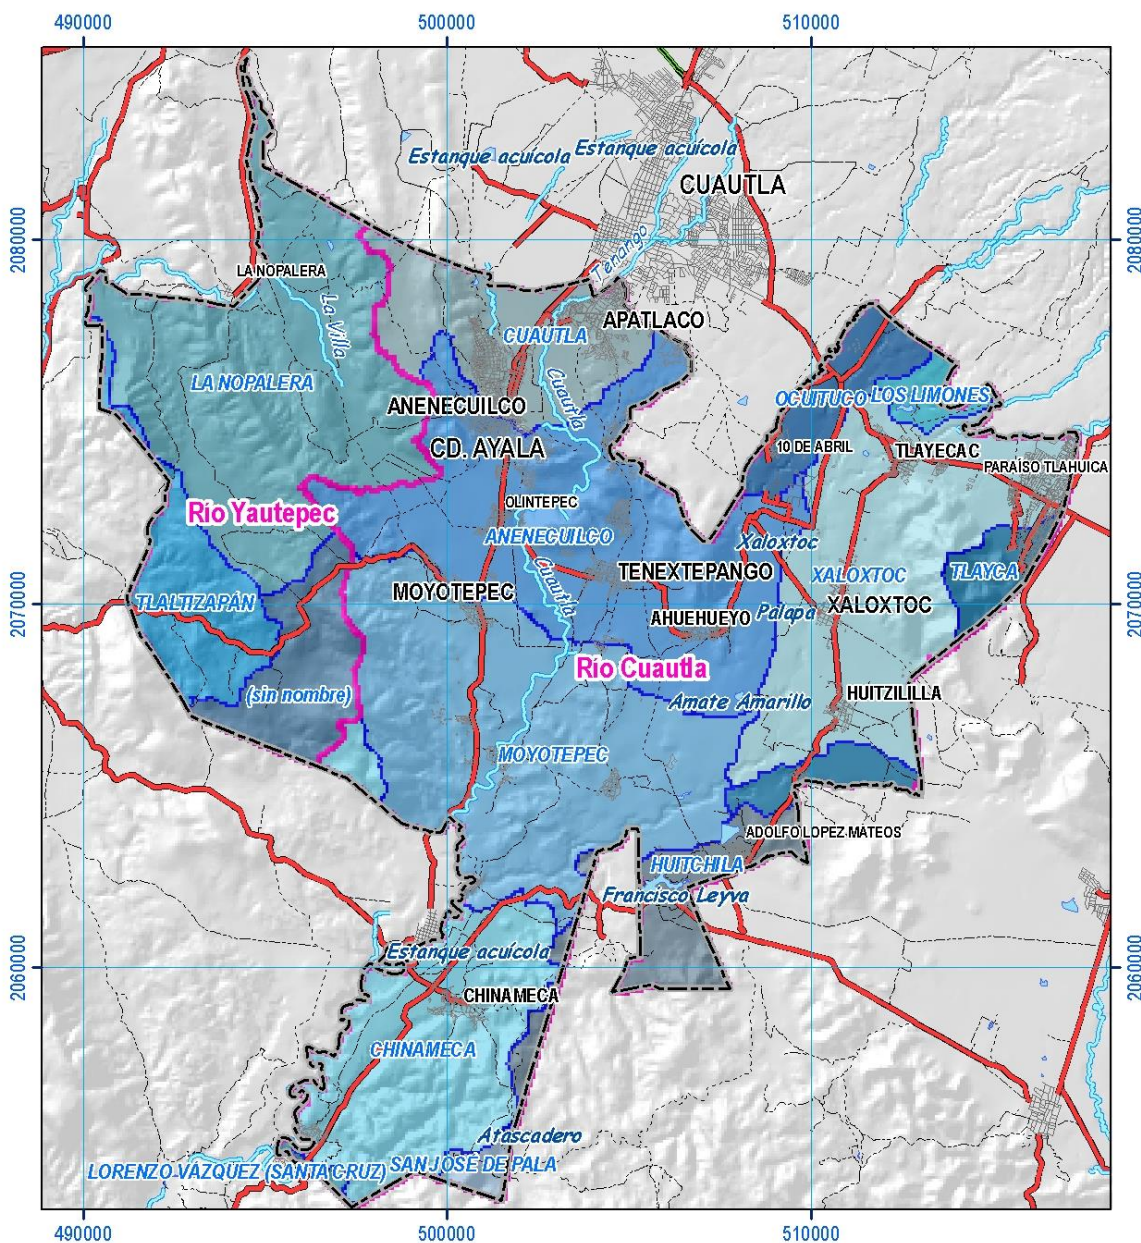 490000
500000
510000
2080000
2080000
Estanque acuícola
Estanque acuícola
CUAUTLA
Tenango
LA NOPALERA
La Villa
CUAUTLA
APATLACO
LA NOPALERA
Cuautla
OCUITUCO
LOS LIMONES
ANENECUILCO
CD. AYALA
10 DE ABRIL
TLAYECAC
PARAÍSO TLAHUICA
OLINTEPEC
Río Yautepec
ANENECUILCO
Xaloxtoc
TENEXTEPANGO
XALOXTOC
TLAYCA
Cuautla
MOYOTEPEC
TLALTIZAPÁN
2070000
2070000
AHUEHUEYO
Palapa
XALOXTOC
Río Cuautla
(sin nombre)
Amate Amarillo
HUITZILILLA
MOYOTEPEC
ADOLFO LOPEZ MATEOS
HUITCHILA
Francisco Leyva
Estanque acuícola
2060000
2060000
CHINAMECA
CHINAMECA
Atascadero
LORENZO VÁZQUEZ (SANTA CRUZ)
SAN JOSÉ DE PALA
490000
500000
510000